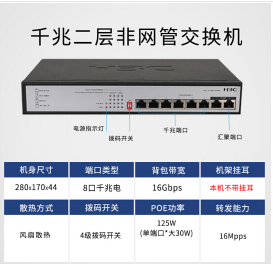 千兆二层非网管交换机
H3C
电源指示灯
拨码开关
千兆端口
汇聚端口
机身尺寸 端口类型 背包带宽 机架挂耳
280x170x44 8口千兆电 16Gbps 本机不带挂耳
散热方式 拨码开关 POE功率 转发能力
风扇散热 4级拨码开关 125W
(单端口*大30W) 16Mpps